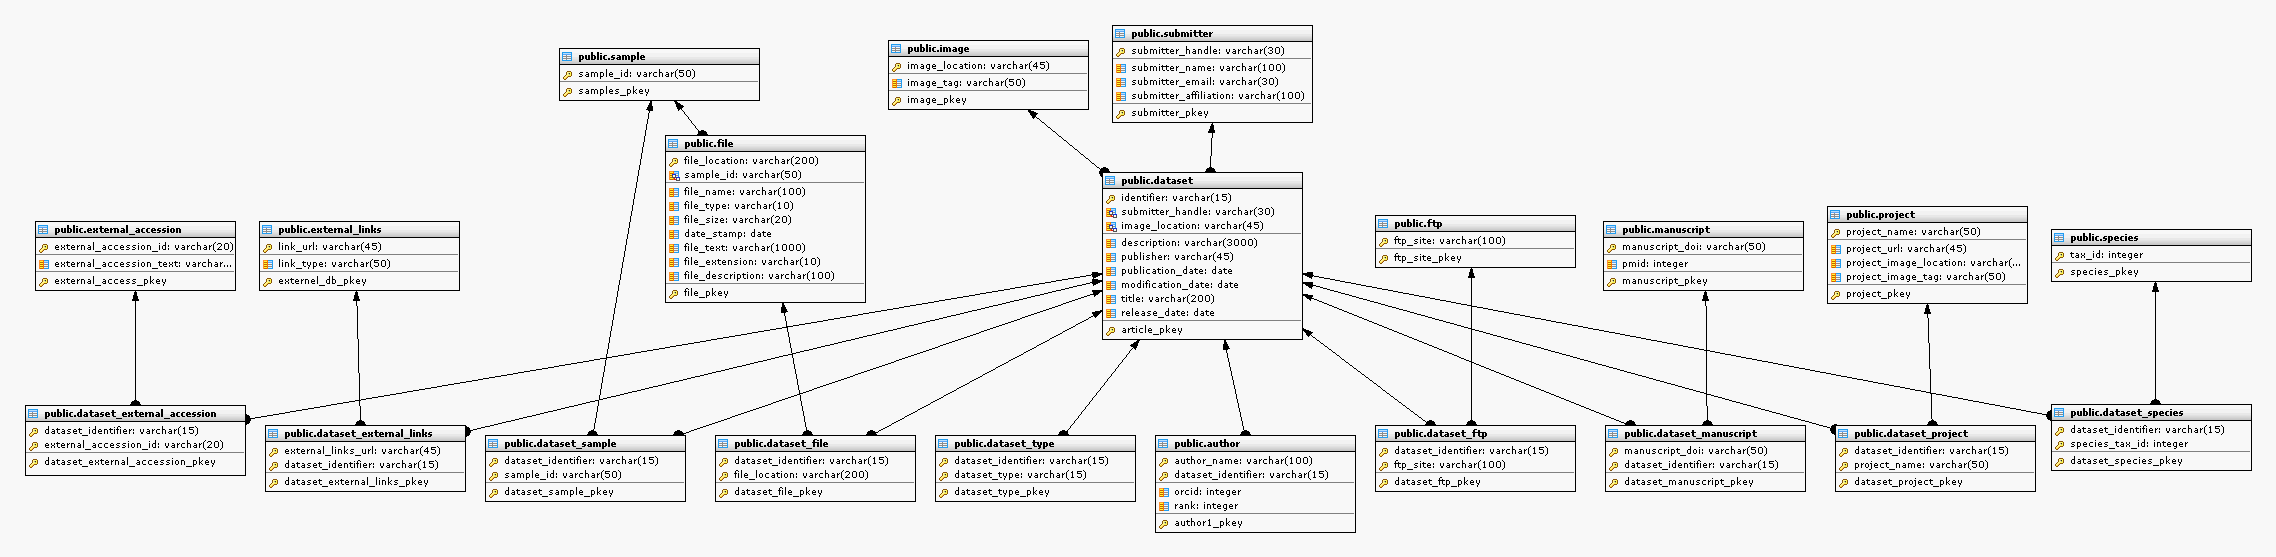 public.sample
sample_id: varchar(50)
samples_pkey
public.image
image_location: varchar(45)
image_tag: varchar(50)
image_pkey
public.submitter
submitter_handle: varchar(30)
submitter_name: varchar(100)
submitter_email: varchar(30)
submitter_affiliation: varchar(100)
submitter_pkey
public.file
file_location: varchar(200)
sample_id: varchar(50)
file_name: varchar(100)
file_type: varchar(10)
file_size: varchar(20)
date_stamp: date
file_text: varchar(1000)
file_extension: varchar(10)
file_description: varchar(100)
file_pkey
public.dataset
identifier: varchar(15)
submitter_handle: varchar(30)
image_location: varchar(45)
description: varchar(3000)
publisher: varchar(45)
publication_date: date
modification_date: date
title: varchar(200)
release_date: date
article_pkey
public.external_accession
external_accession_id: varchar(20)
external_accession_text: varchar...
external_access_pkey
public.external_links
link_url: varchar(45)
link_type: varchar(50)
externel_db_pkey
public.ftp
ftp_site: varchar(100)
ftp_site_pkey
public.manuscript
manuscript_doi: varchar(50)
pmid: integer
manuscript_pkey
public.project
project_name: varchar(50)
project_url: varchar(45)
project_image_location: varchar(...
project_image_tag: varchar(50)
project_pkey
public.species
tax_id: integer
species_pkey
public.dataset_external_accession
dataset_identifier: varchar(15)
external_accession_id: varchar(20)
dataset_external_accession_pkey
public.dataset_external_links
external_links_url: varchar(45)
dataset_identifier: varchar(15)
dataset_external_links_pkey
public.dataset_sample
dataset_identifier: varchar(15)
sample_id: varchar(50)
dataset_sample_pkey
public.dataset_file
dataset_identifier: varchar(15)
file_location: varchar(200)
dataset_file_pkey
public.dataset_type
dataset_identifier: varchar(15)
dataset_type: varchar(15)
dataset_type_pkey
public.author
author_name: varchar(100)
dataset_identifier: varchar(15)
orcid: integer
rank: integer
author1_pkey
public.dataset_ftp
dataset_identifier: varchar(15)
ftp_site: varchar(100)
dataset_ftp_pkey
public.dataset_manuscript
manuscript_doi: varchar(50)
dataset_identifier: varchar(15)
dataset_manuscript_pkey
public.dataset_project
dataset_identifier: varchar(15)
project_name: varchar(50)
dataset_project_pkey
public.dataset_species
dataset_identifier: varchar(15)
species_tax_id: integer
dataset_species_pkey